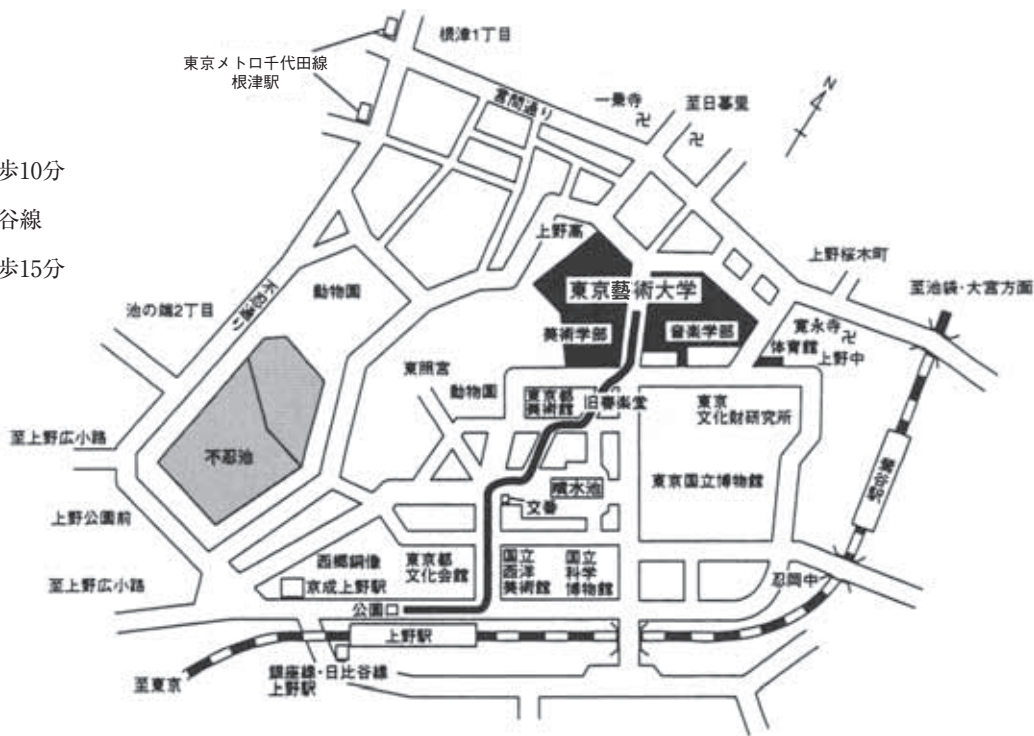 根津1丁目
東京メトロ千代田線
根津駅
言問通り
一乗寺
至日暮里
N
歩10分
谷線
歩15分
上野高
上野桜木町
至池袋・大宮方面
東京藝術大学
美術学部
音楽学部
寛永寺
体育館
上野中
動物園
不忍通り
池の端2丁目
東照宮
動物園
東京都
美術館
旧奏楽堂
東京
文化財研究所
至上野広小路
不忍池
噴水池
交番
東京国立博物館
鶯谷駅
上野公園前
西郷銅像
東京都
文化会館
国立
西洋
美術館
国立
科学
博物館
忍岡中
至上野広小路
京成上野駅
公園口
上野駅
至東京
銀座線・日比谷線
上野駅